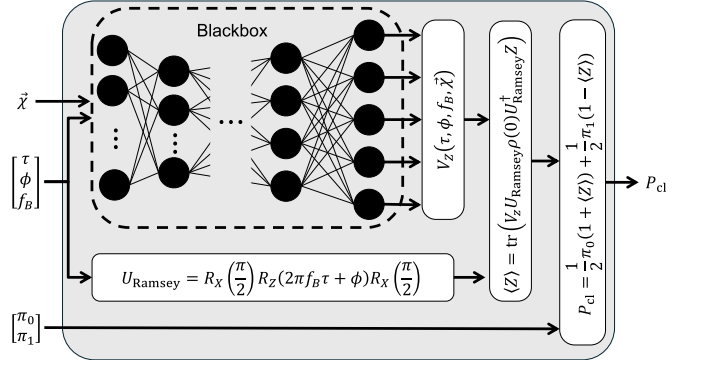 Blackbox
χ⃗
[τ
ϕ
f_B]
V_Z(τ, ϕ, f_B, χ⃗)
⟨Z⟩ = tr (V_Z U_Ramsey ρ(0) U†_Ramsey Z)
P_cl = 1/2 π_0(1 + ⟨Z⟩) + 1/2 π_1(1 − ⟨Z⟩)
P_cl
U_Ramsey = R_X (π/2) R_Z(2πf_Bτ + ϕ)R_X (π/2)
[π_0
π_1]